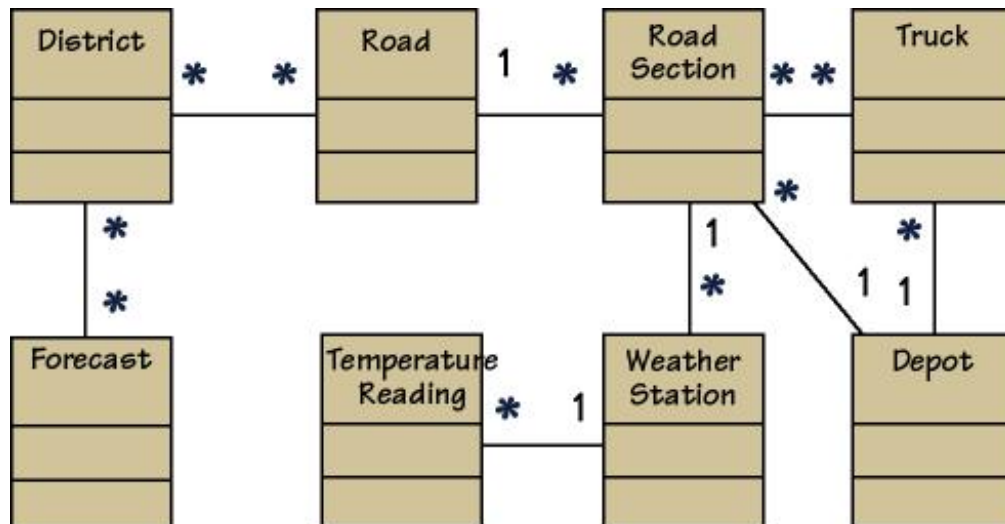 District
* *
Road
1 *
Road
Section
* *
Truck
*
*
1
*
*
1
*
1
Forecast
Temperature
Reading
* 1
Weather
Station
Depot